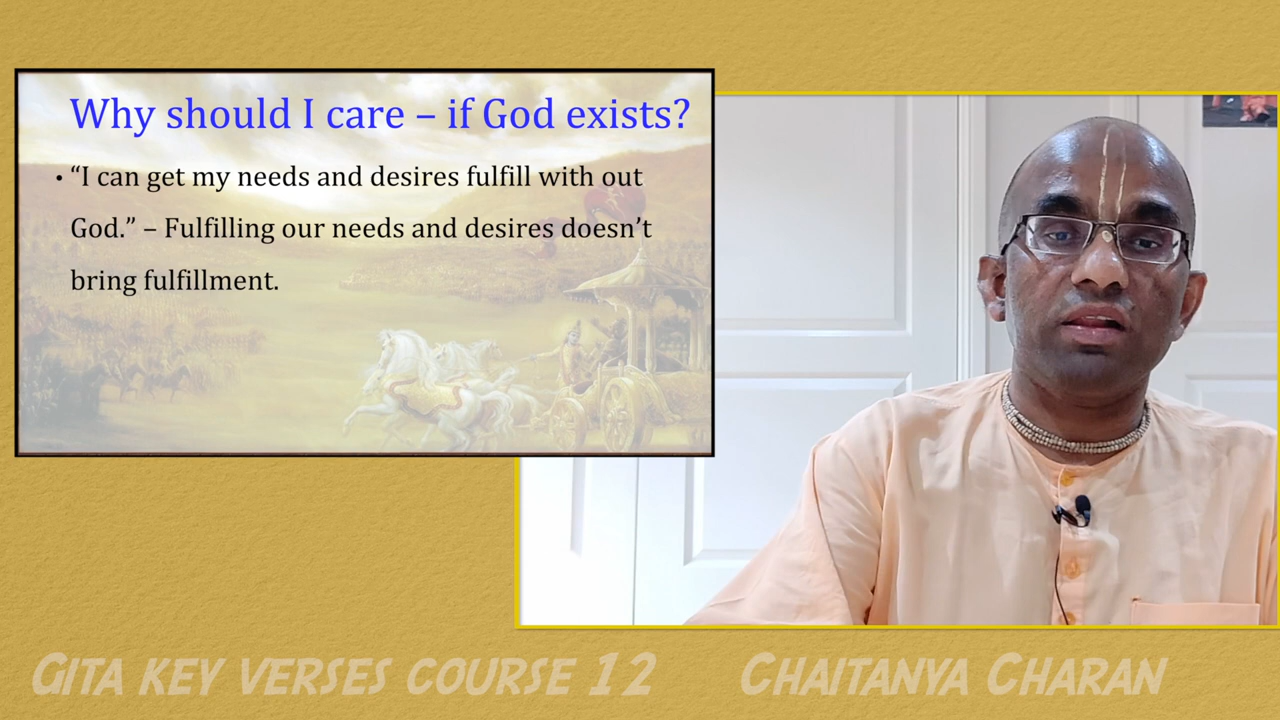 Why should I care – if God exists?
• “I can get my needs and desires fulfill with out
God.” – Fulfilling our needs and desires doesn’t
bring fulfillment.
GITA KEY VERSES COURSE 12
CHAITANYA CHARAN